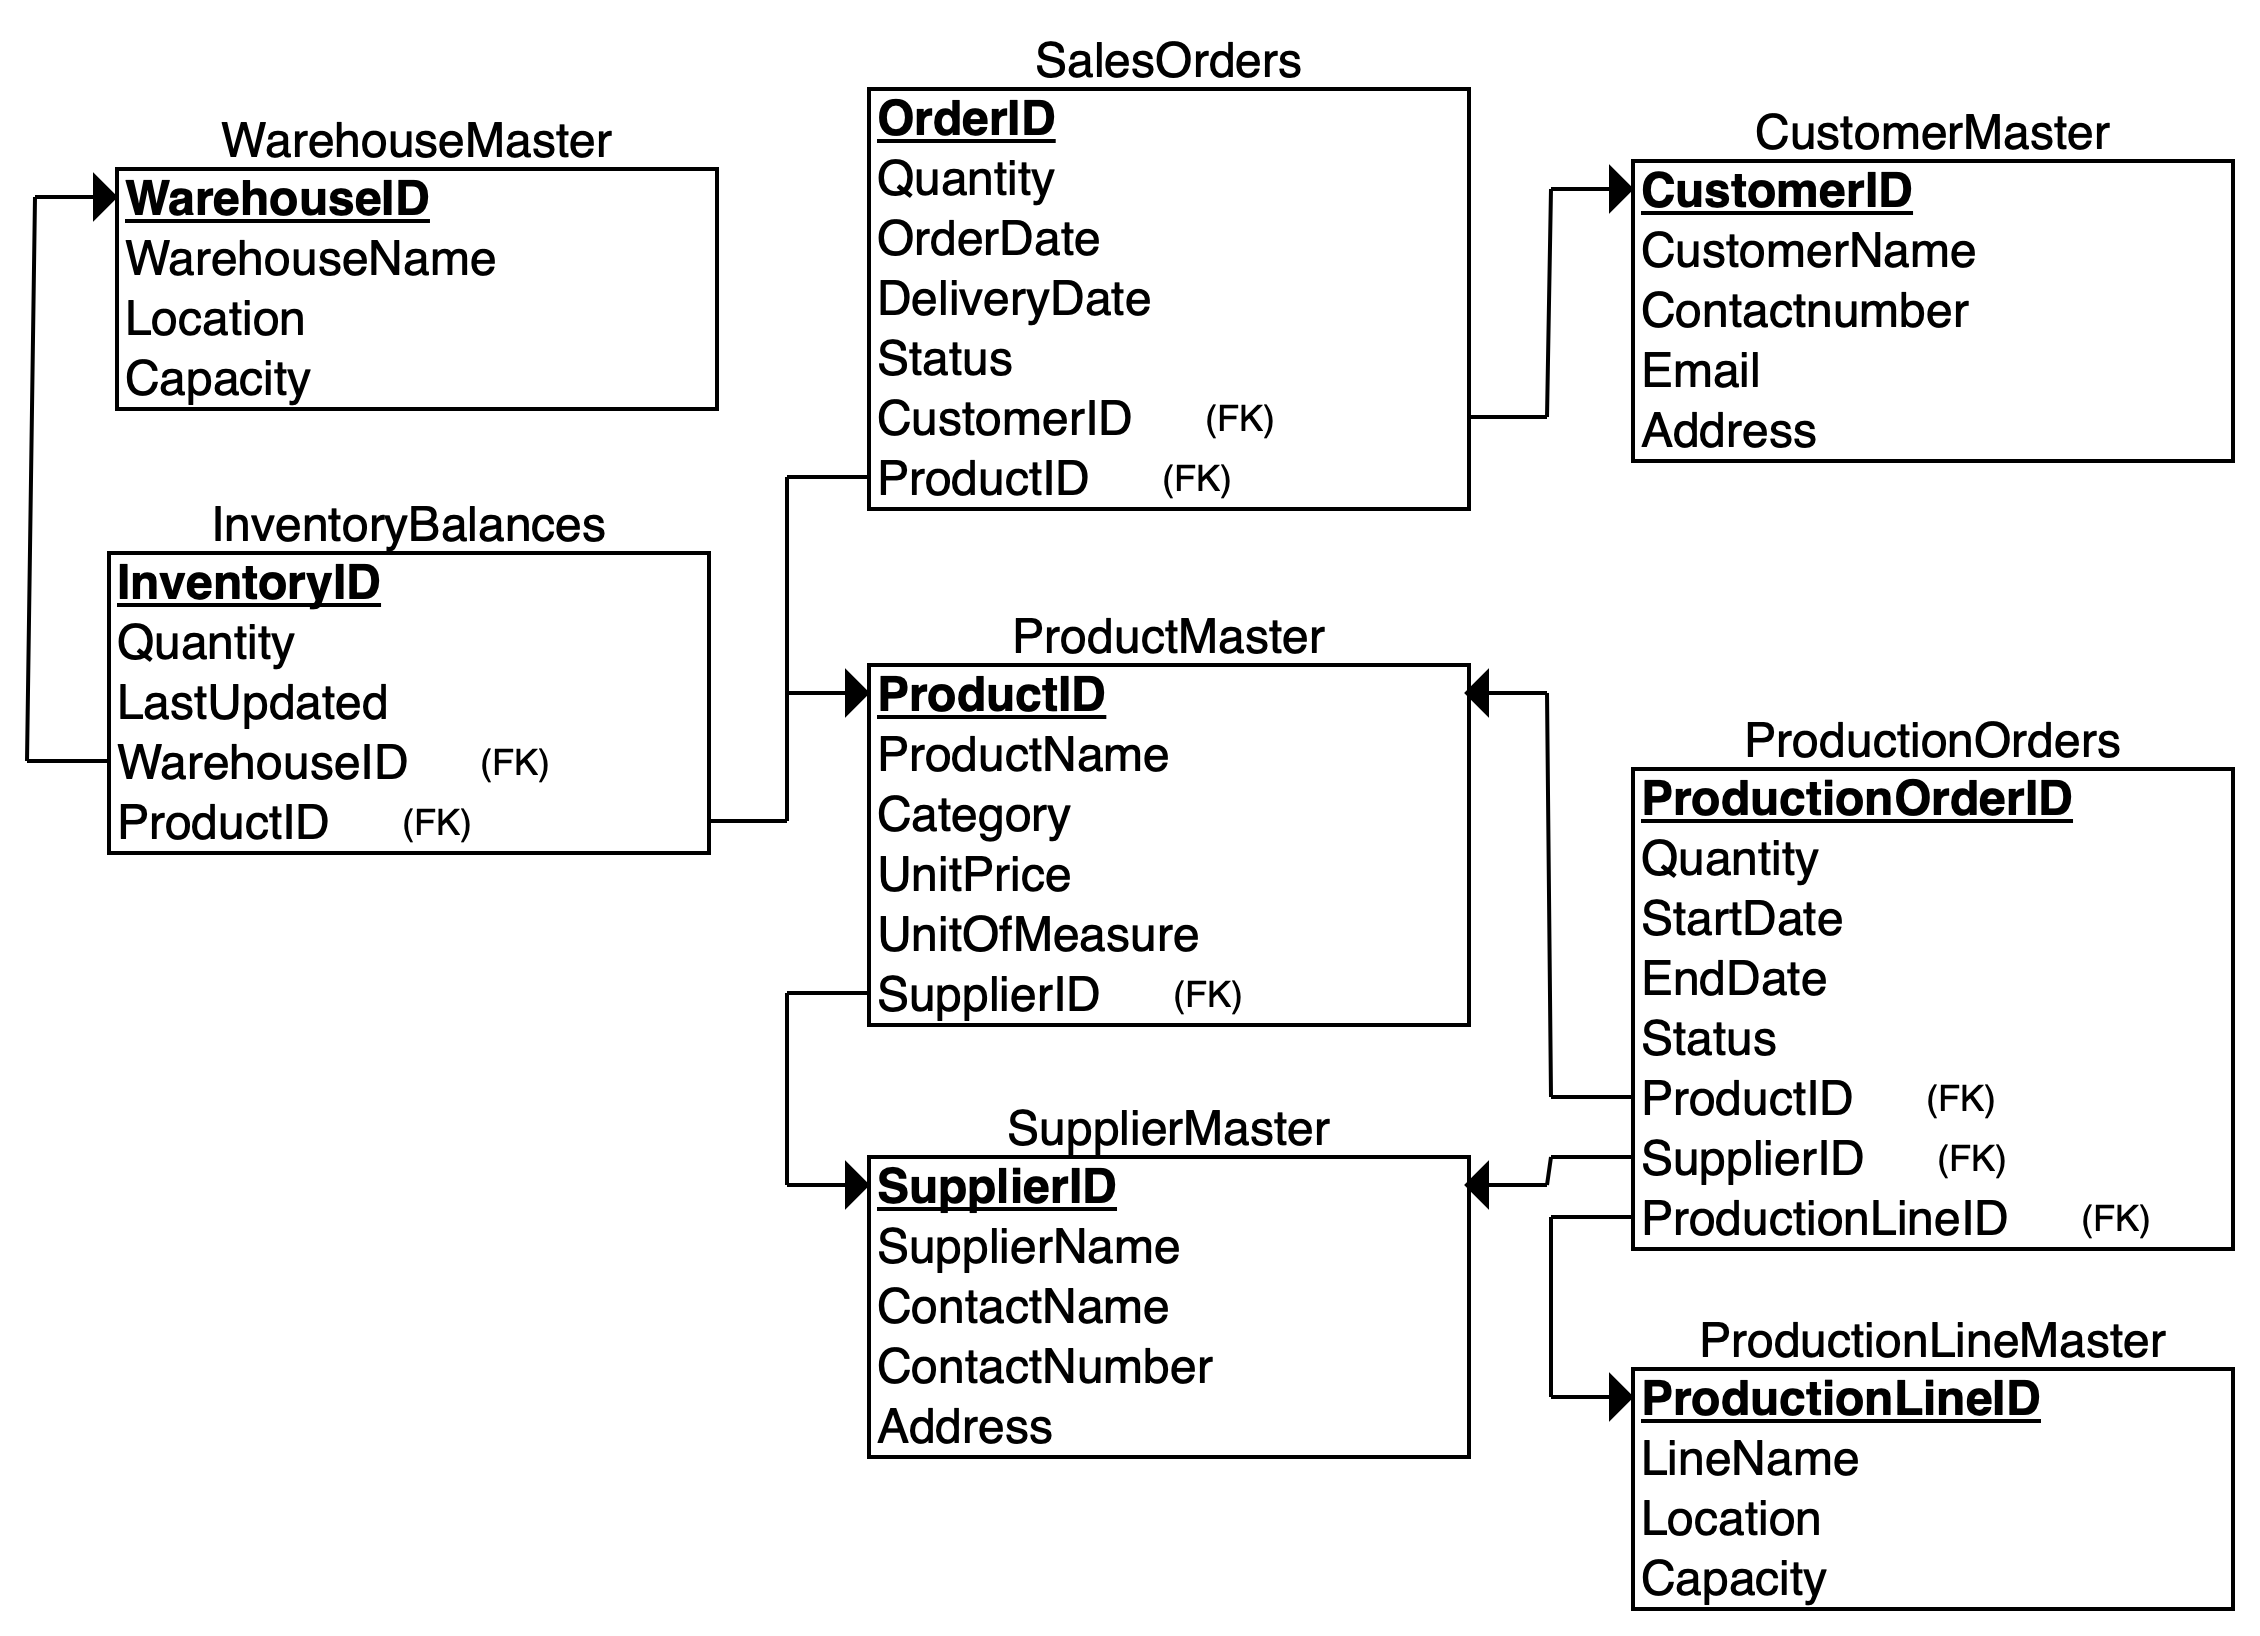 WarehouseMaster
WarehouseID
WarehouseName
Location
Capacity
InventoryBalances
InventoryID
Quantity
LastUpdated
WarehouseID (FK)
ProductID (FK)
SalesOrders
OrderID
Quantity
OrderDate
DeliveryDate
Status
CustomerID (FK)
ProductID (FK)
ProductMaster
ProductID
ProductName
Category
UnitPrice
UnitOfMeasure
SupplierID (FK)
SupplierMaster
SupplierID
SupplierName
ContactName
ContactNumber
Address
CustomerMaster
CustomerID
CustomerName
Contactnumber
Email
Address
ProductionOrders
ProductionOrderID
Quantity
StartDate
EndDate
Status
ProductID (FK)
SupplierID (FK)
ProductionLineID (FK)
ProductionLineMaster
ProductionLineID
LineName
Location
Capacity